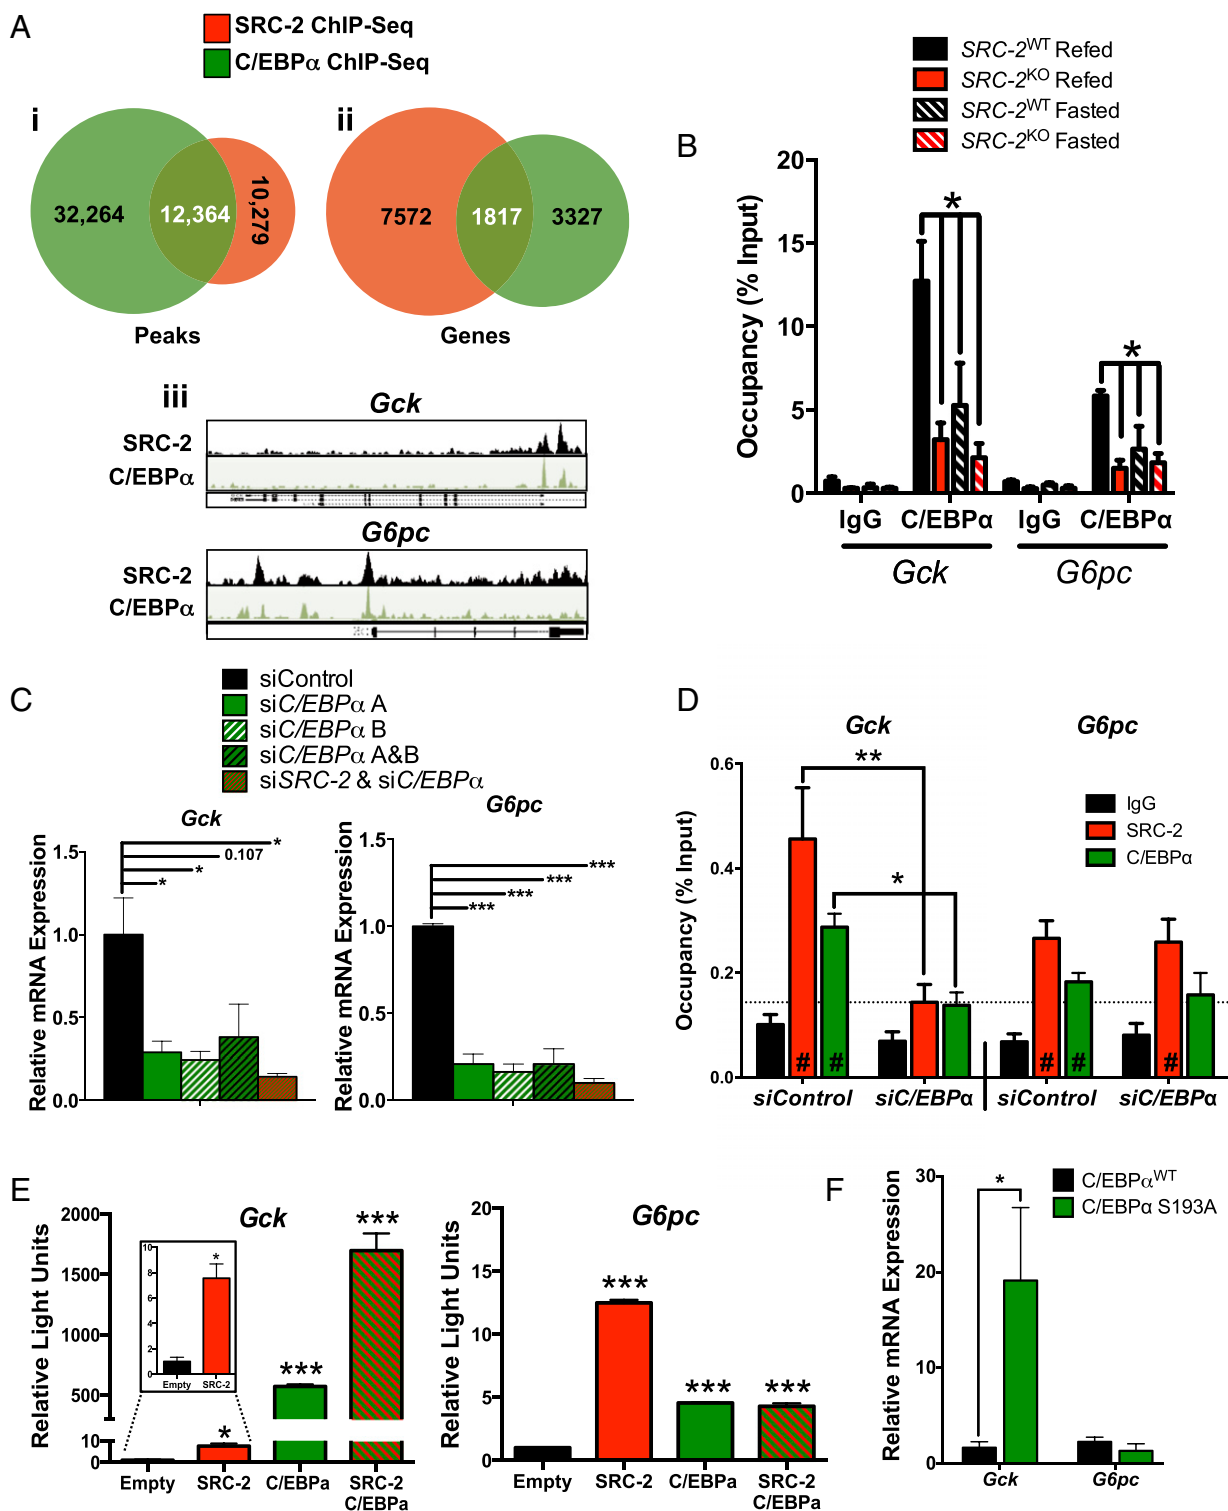 A
SRC-2 ChIP-Seq
C/EBPα ChIP-Seq
i
32,264
12,364
10,279
Peaks
ii
7572
1817
3327
Genes
iii
Gck
SRC-2
C/EBPα
G6pc
SRC-2
C/EBPα
B
SRC-2WT Refed
SRC-2KO Refed
SRC-2WT Fasted
SRC-2KO Fasted
Occupancy (% Input)
20
15
10
5
0
*
*
IgG C/EBPα IgG C/EBPα
Gck G6pc
C
siControl
siC/EBPα A
siC/EBPα B
siC/EBPα A&B
siSRC-2 & siC/EBPα
Gck
Relative mRNA Expression
1.5
1.0
0.5
0.0
*
0.107
*
*
G6pc
Relative mRNA Expression
1.5
1.0
0.5
0.0
***
***
***
***
D
Gck G6pc
Occupancy (% Input)
0.6
0.4
0.2
0.0
**
*
IgG
SRC-2
C/EBPα
# # # # #
siControl siC/EBPα siControl siC/EBPα
E
Gck
Relative Light Units
2000
1500
1000
500
10
0
10
8
6
4
2
0
*
Empty SRC-2
*
***
***
Empty SRC-2 C/EBPa SRC-2
C/EBPa
G6pc
Relative Light Units
20
15
10
5
0
***
***
***
Empty SRC-2 C/EBPa SRC-2
C/EBPa
F
C/EBPαWT
C/EBPα S193A
Relative mRNA Expression
30
20
10
0
*
Gck G6pc